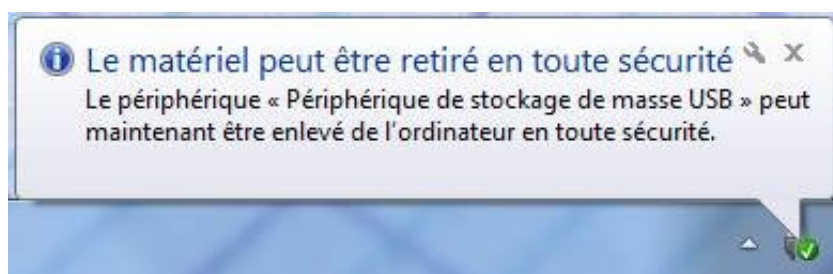 Le matériel peut être retiré en toute sécurité
Le périphérique « Périphérique de stockage de masse USB » peut
maintenant être enlevé de l'ordinateur en toute sécurité.